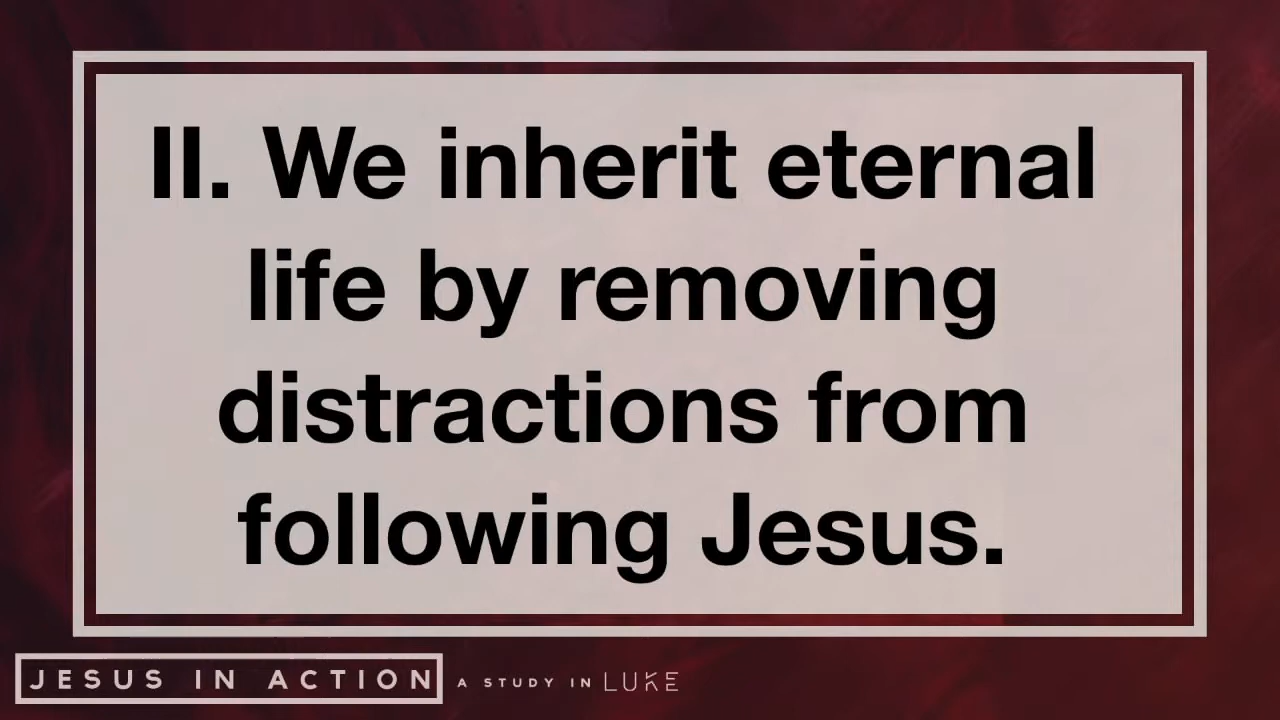 II. We inherit eternal
life by removing
distractions from
following Jesus.
JESUS IN ACTION A STUDY IN LUKE